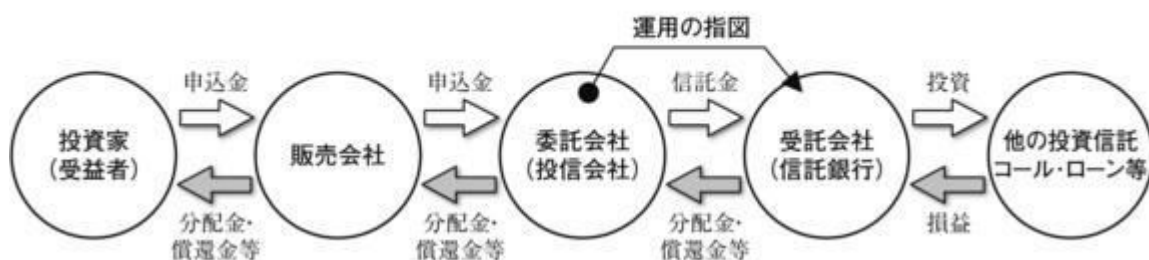 運用の指図
申込金
申込金
信託金
投資
投資家
(受益者)
販売会社
委託会社
(投信会社)
受託会社
(信託銀行)
他の投資信託
コール・ローン等
分配金・
償還金等
分配金・
償還金等
分配金・
償還金等
損益